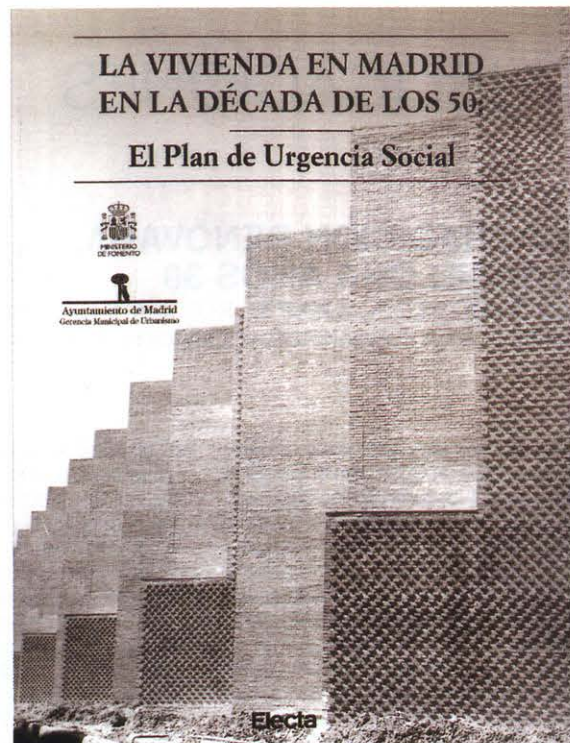 LA VIVIENDA EN MADRID
EN LA DÉCADA DE LOS 50:
El Plan de Urgencia Social
MINISTERIO
DE FOMENTO
Ayuntamiento de Madrid
Gerencia Municipal de Urbanismo
Electa